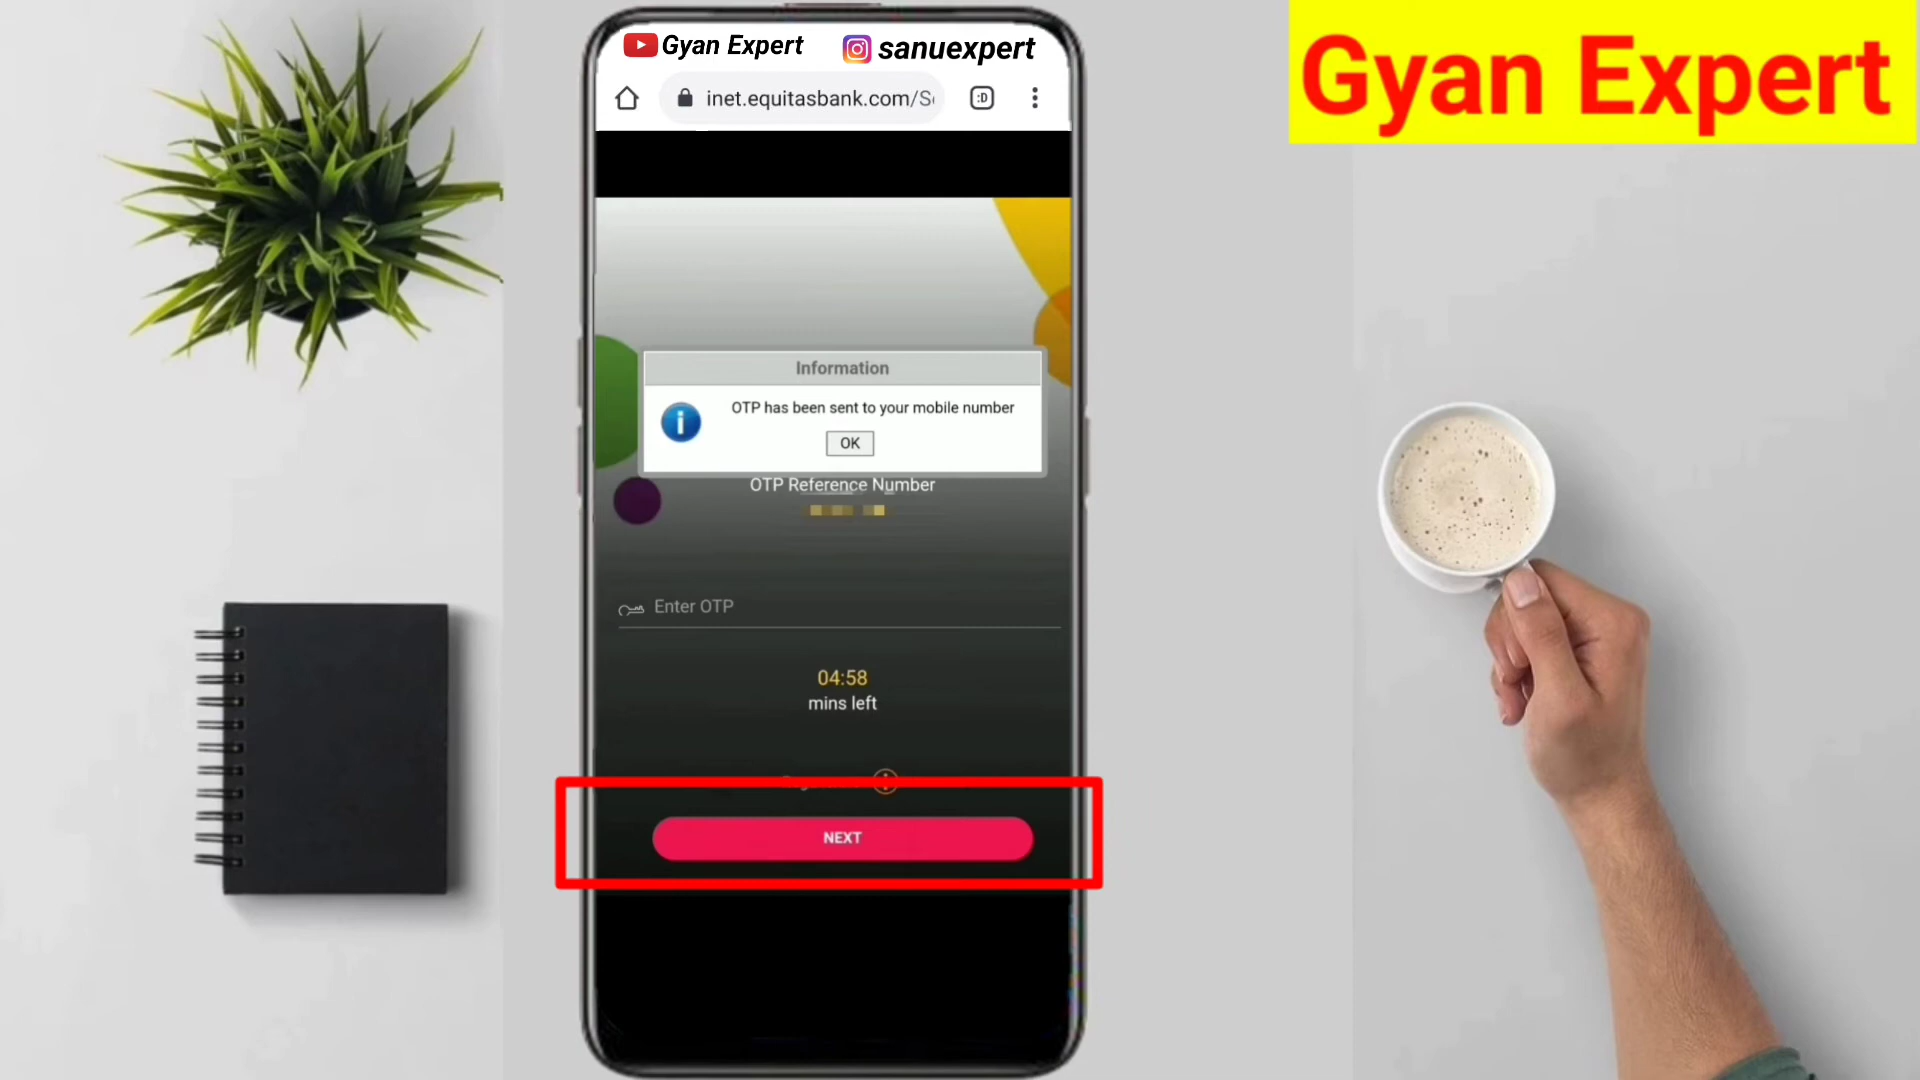 Gyan Expert
sanuexpert
Gyan Expert
inet.equitasbank.com/S
:D
Information
OTP has been sent to your mobile number
OK
OTP Reference Number
Enter OTP
04:58
mins left
NEXT